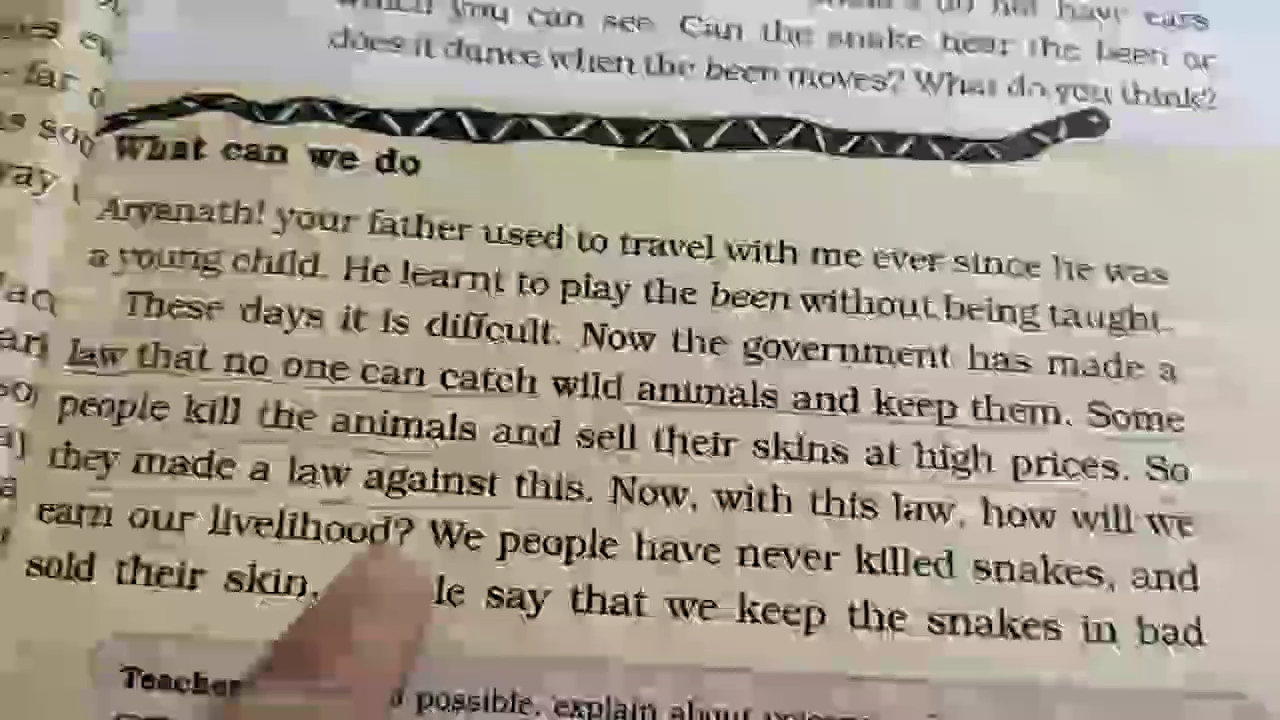 which you can see. Can the snake hear the been or
does it dance when the been moves? What do you think?
What can we do
Aryanath! your father used to travel with me ever since he was
a young child. He learnt to play the been without being taught.
These days it is difficult. Now the government has made a
law that no one can catch wild animals and keep them. Some
people kill the animals and sell their skins at high prices. So
they made a law against this. Now, with this law, how will we
earn our livelihood? We people have never killed snakes, and
sold their skin. say that we keep the snakes in bad
Teacher possible, explain about